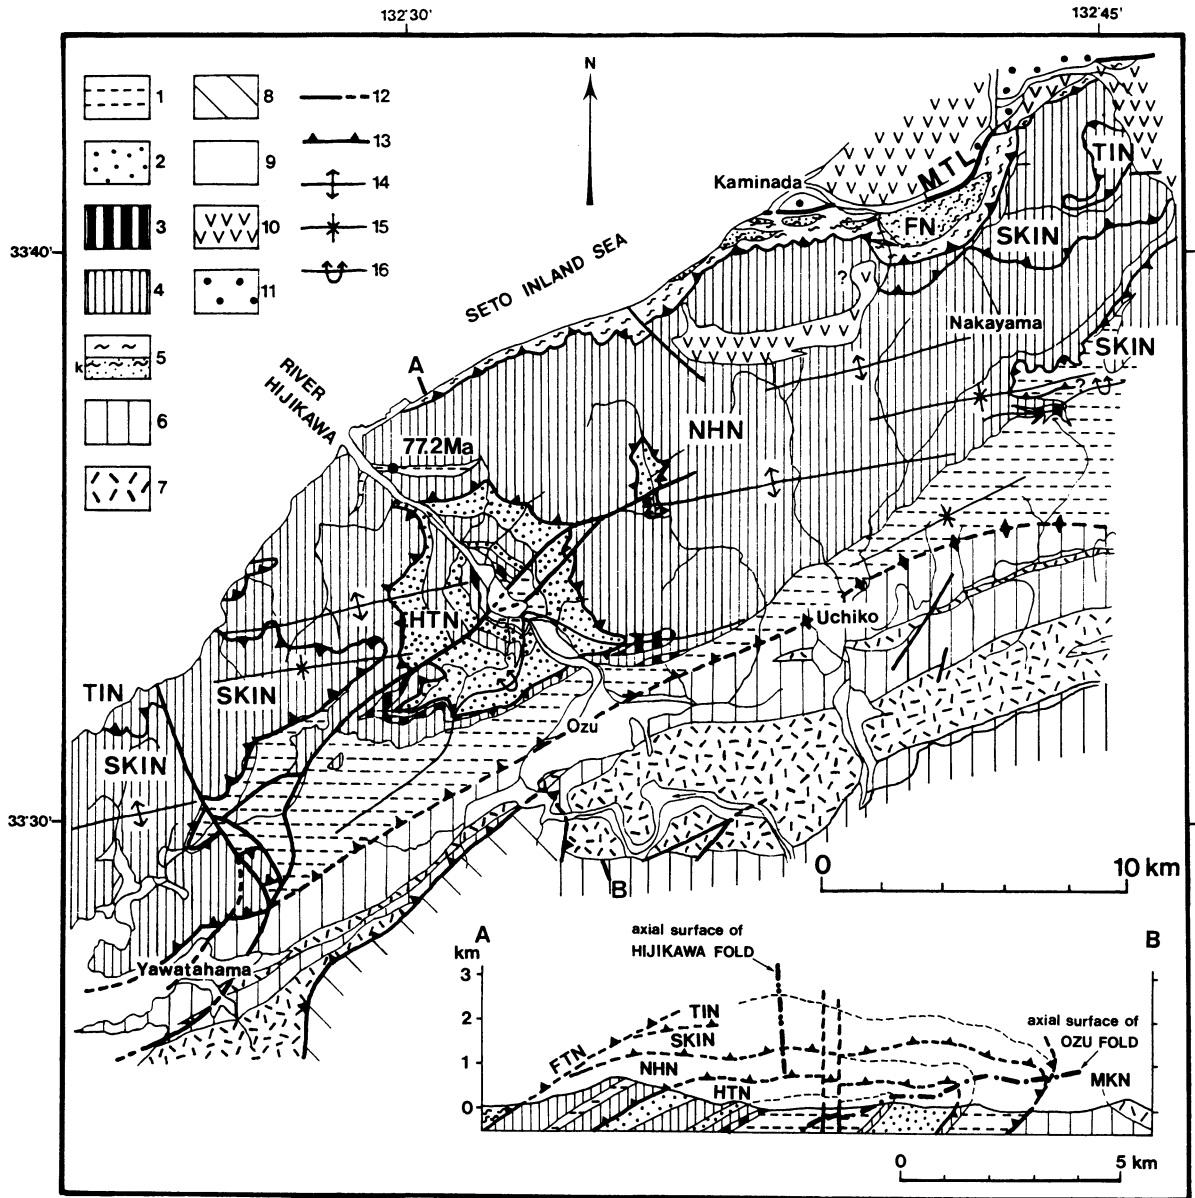 132°30'
132°45'
33°40'
33°30'
1
2
3
4
k
5
6
7
8
9
10
11
12
13
14
15
16
N
SETO INLAND SEA
RIVER
HIJIKAWA
A
77.2Ma
Kaminada
MTL
FN
TIN
SKIN
?
V
Nakayama
SKIN
?
NHN
HTN
Uchiko
TIN
SKIN
Ozu
SKIN
Yawatahama
B
0
10 km
A
B
km
3
2
1
0
axial surface of
HIJIKAWA FOLD
axial surface of
OZU FOLD
FTN
TIN
SKIN
NHN
HTN
MKN
0
5 km